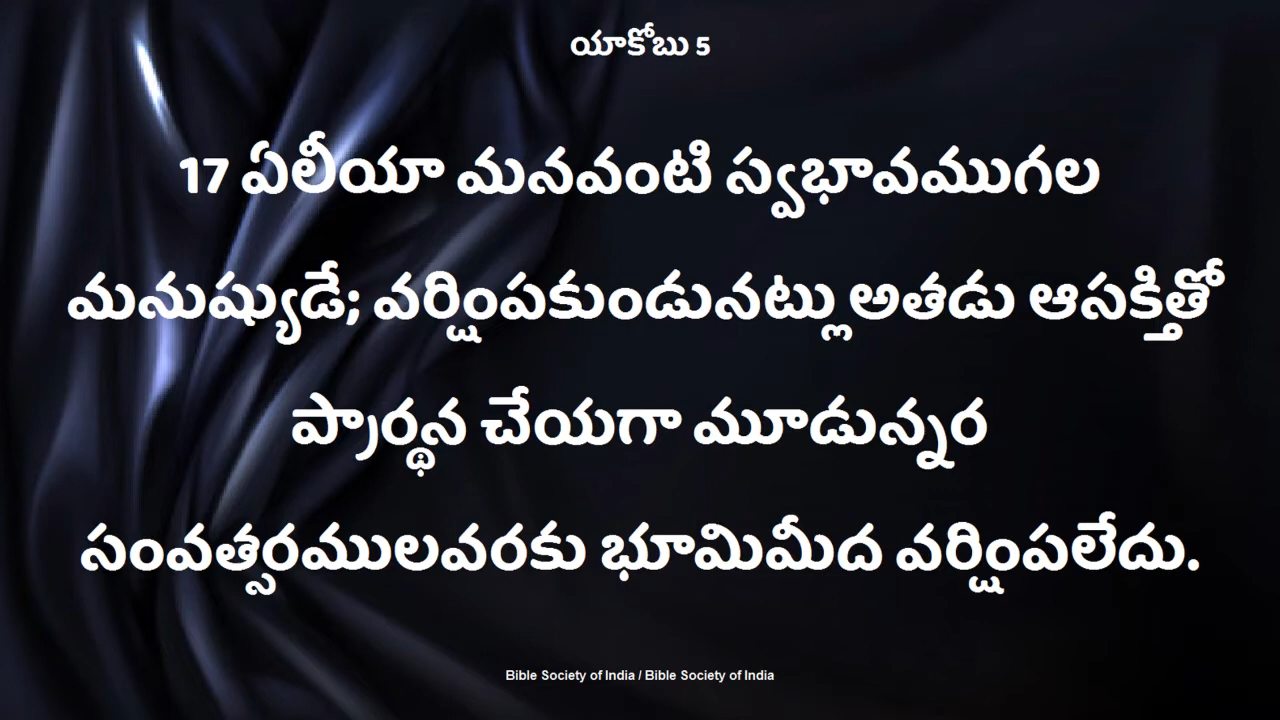 యాకోబు 5
17 ఏలీయా మనవంటి స్వభావముగల
మనుష్యుడే; వర్షింపకుండునట్లు అతడు ఆసక్తితో
ప్రార్థన చేయగా మూడున్నర
సంవత్సరములవరకు భూమిమీద వర్షింపలేదు.
Bible Society of India / Bible Society of India